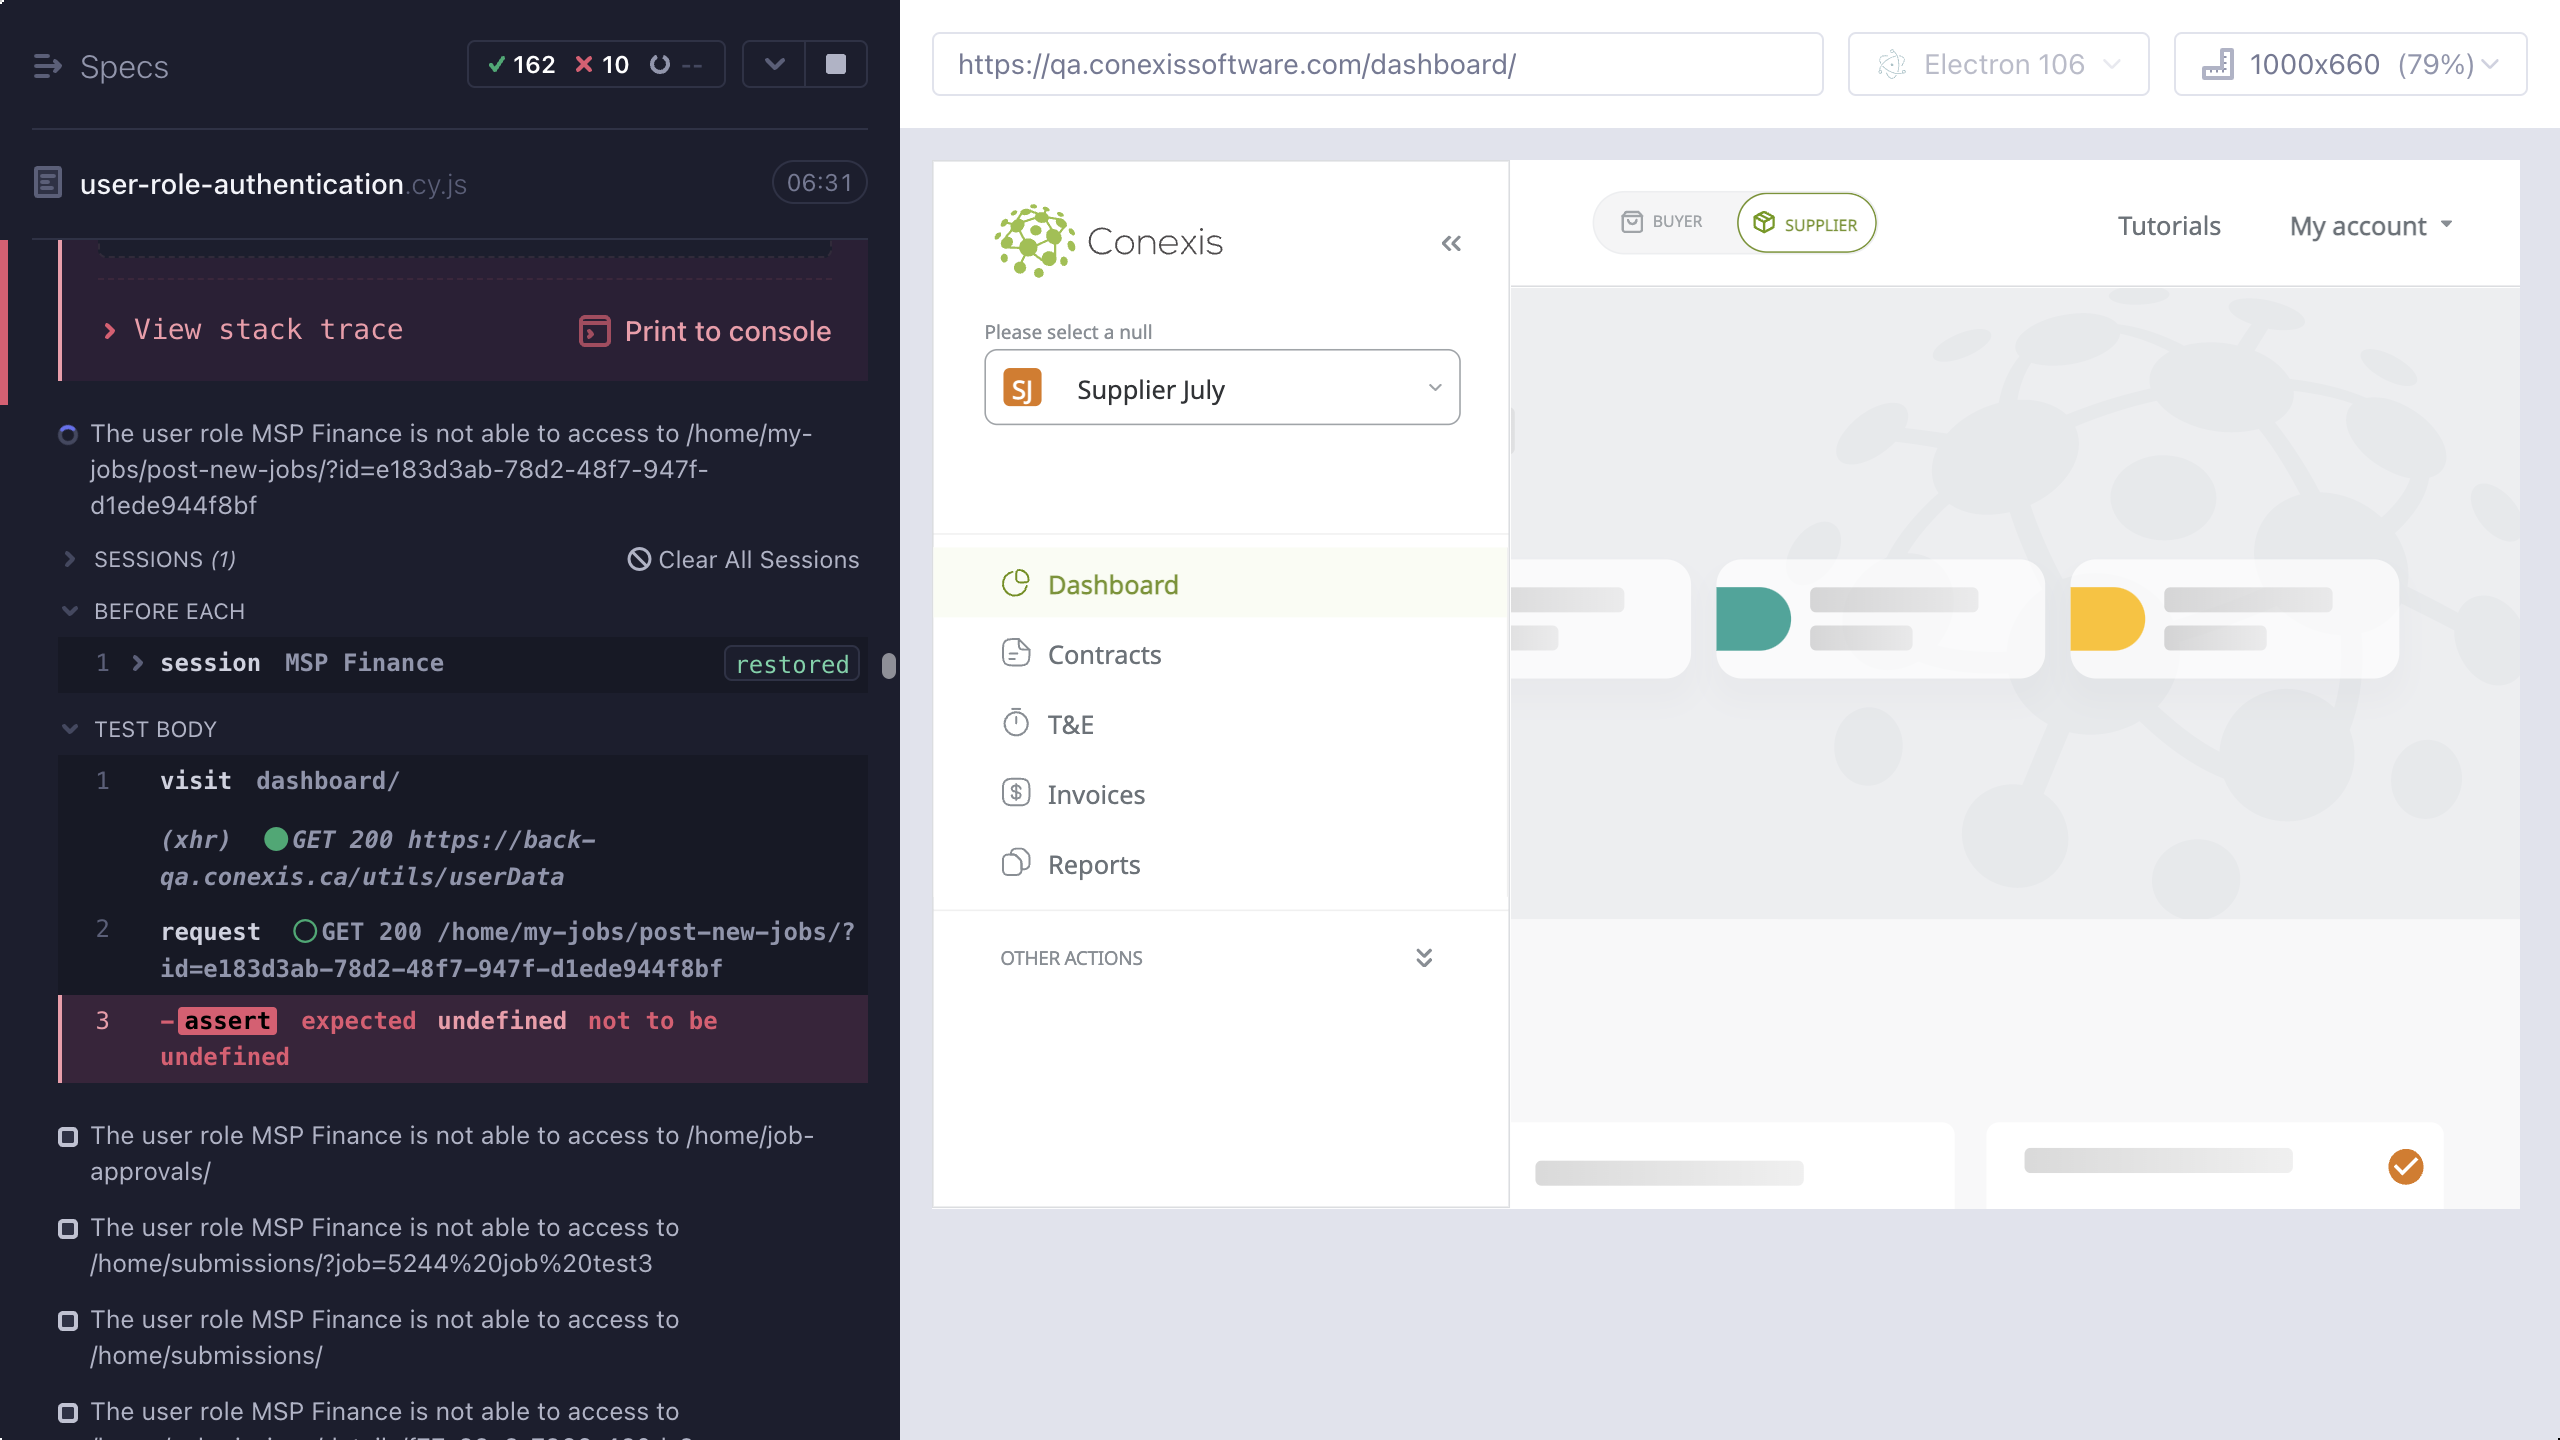 Specs
162
10
--
user-role-authentication.cy.js
06:31
View stack trace
Print to console
The user role MSP Finance is not able to access to /home/my-
jobs/post-new-jobs/?id=e183d3ab-78d2-48f7-947f-
d1ede944f8bf
SESSIONS (1)
Clear All Sessions
BEFORE EACH
1 session MSP Finance restored
TEST BODY
1 visit dashboard/
(xhr) GET 200 https://back-
qa.conexis.ca/utils/userData
2 request GET 200 /home/my-jobs/post-new-jobs/?
id=e183d3ab-78d2-48f7-947f-d1ede944f8bf
3 -assert expected undefined not to be
undefined
The user role MSP Finance is not able to access to /home/job-
approvals/
The user role MSP Finance is not able to access to
/home/submissions/?job=5244%20job%20test3
The user role MSP Finance is not able to access to
/home/submissions/
The user role MSP Finance is not able to access to
https://qa.conexissoftware.com/dashboard/
Electron 106
1000x660 (79%)
Conexis
BUYER
SUPPLIER
Tutorials
My account
Please select a null
SJ Supplier July
Dashboard
Contracts
T&E
Invoices
Reports
OTHER ACTIONS